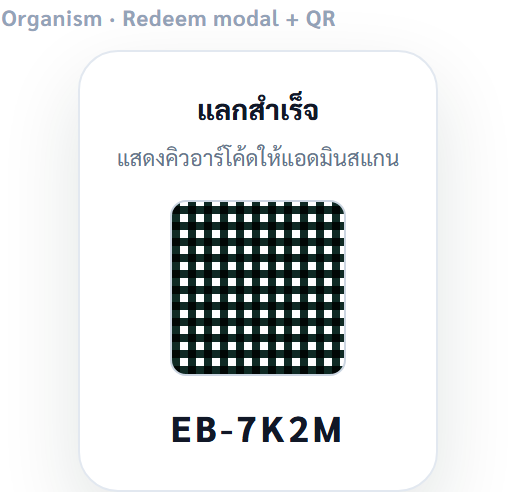 Organism · Redeem modal + QR
แลกสำเร็จ
แสดงคิวอาร์โค้ดให้แอดมินสแกน
EB-7K2M